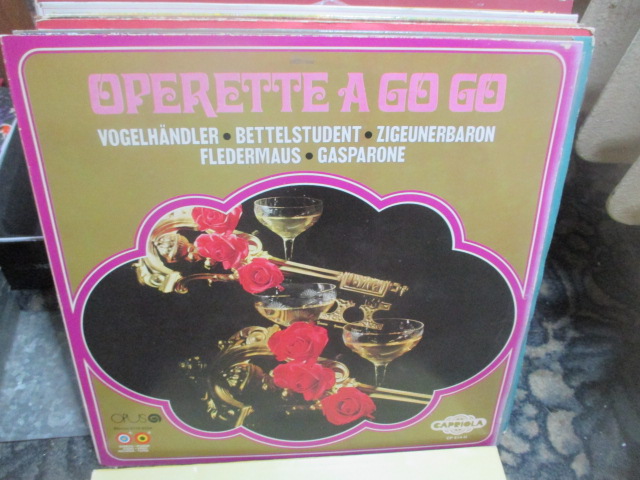 OPERETTE A GO GO
VOGELHÄNDLER • BETTELSTUDENT • ZIGEUNERBARON
FLEDERMAUS • GASPARONE
OPUS
CAPRIOLA